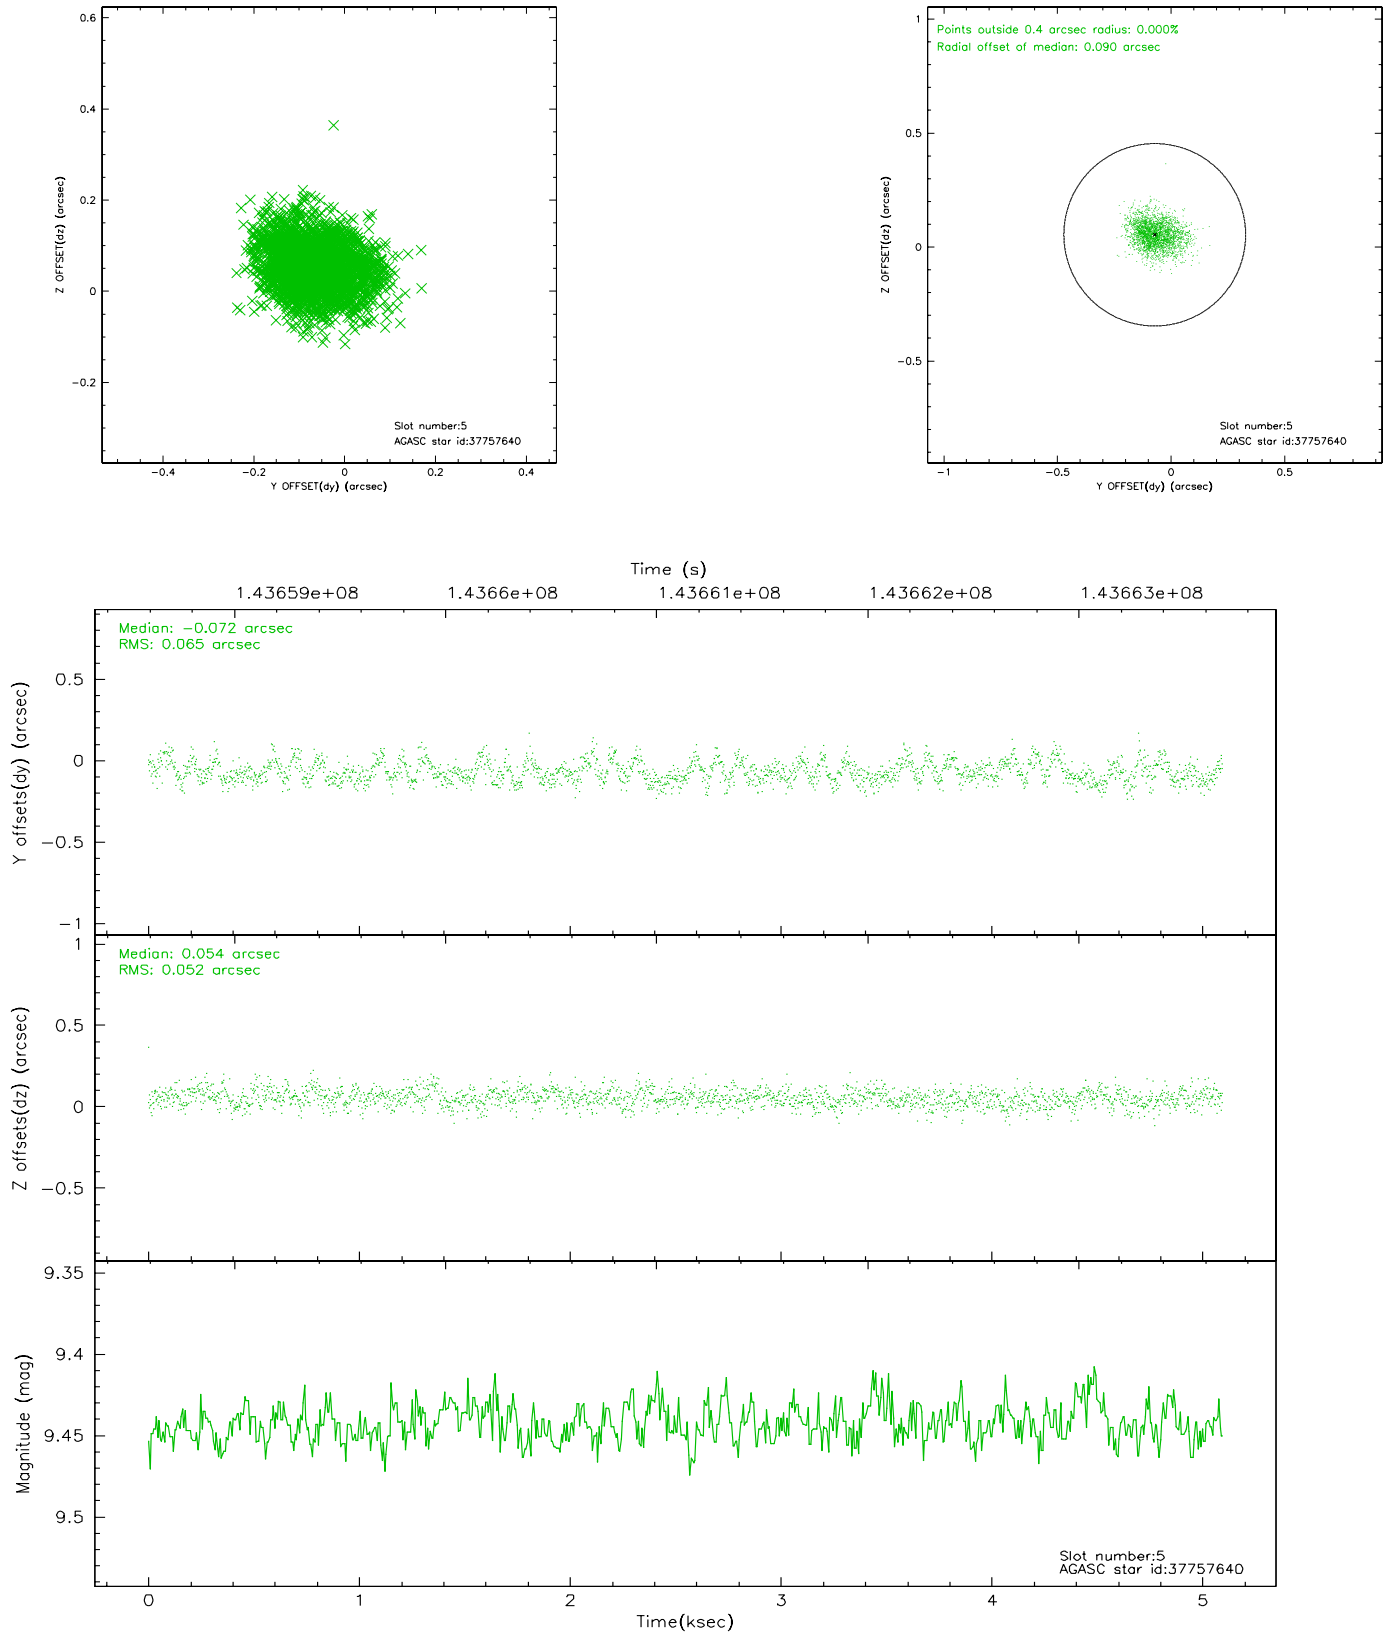 0.6
0.4
0.2
0
−0.2
−0.4
−0.2
0
0.2
0.4
Z OFFSET(dz) (arcsec)
Y OFFSET(dy) (arcsec)
Slot number:5
AGASC star id:37757640
Points outside 0.4 arcsec radius: 0.000%
Radial offset of median: 0.090 arcsec
1
0.5
0
−0.5
−1
−0.5
0
0.5
Z OFFSET(dz) (arcsec)
Y OFFSET(dy) (arcsec)
Slot number:5
AGASC star id:37757640
Time (s)
1.43659e+08
1.4366e+08
1.43661e+08
1.43662e+08
1.43663e+08
Median: −0.072 arcsec
RMS: 0.065 arcsec
0.5
0
−0.5
−1
Y offsets(dy) (arcsec)
Median: 0.054 arcsec
RMS: 0.052 arcsec
1
0.5
0
−0.5
Z offsets(dz) (arcsec)
9.35
9.4
9.45
9.5
Magnitude (mag)
Slot number:5
AGASC star id:37757640
0
1
2
3
4
5
Time(ksec)